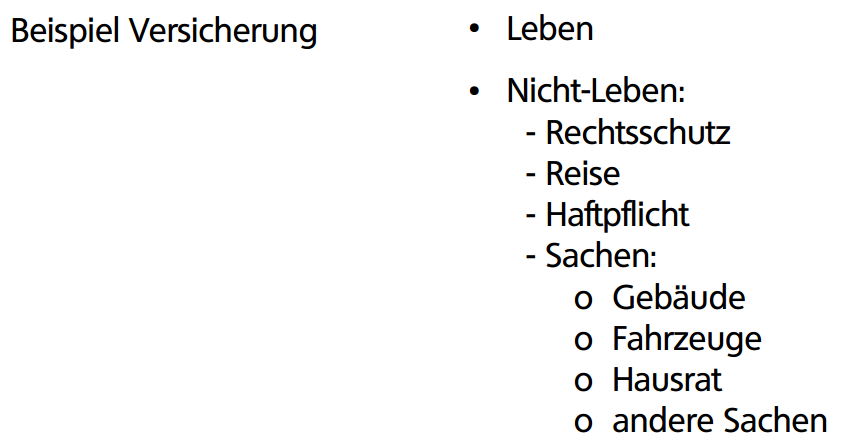 Beispiel Versicherung
• Leben
• Nicht-Leben:
- Rechtsschutz
- Reise
- Haftpflicht
- Sachen:
o Gebäude
o Fahrzeuge
o Hausrat
o andere Sachen